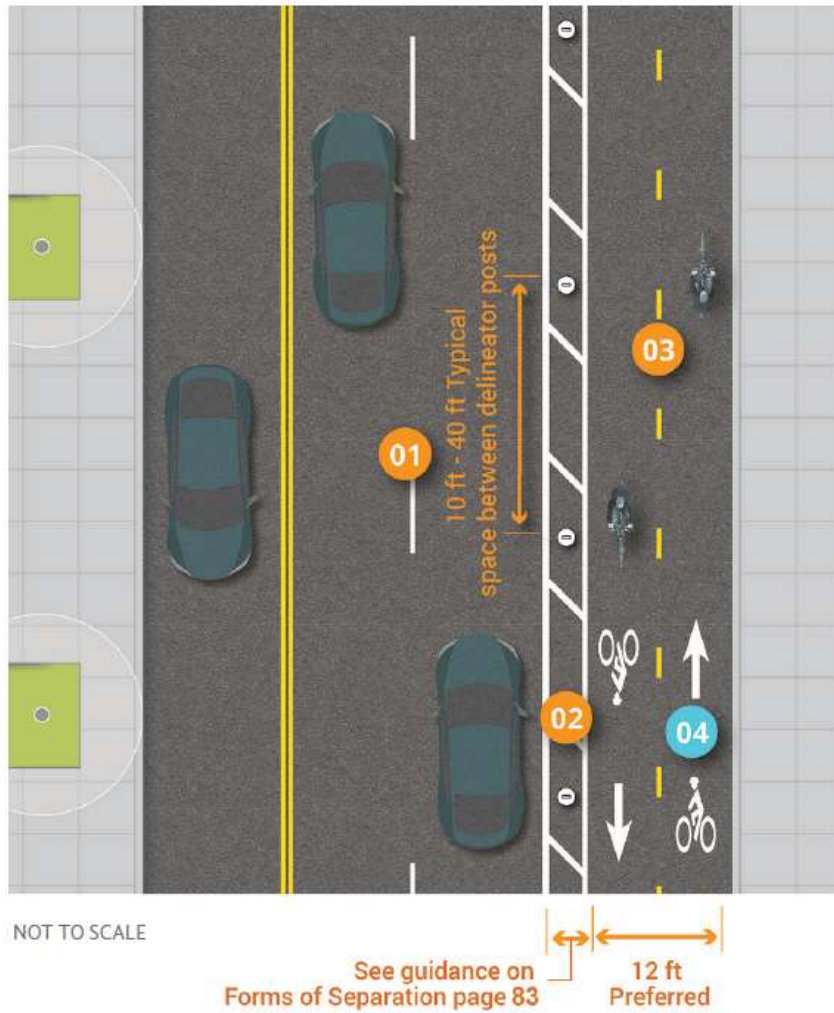 10 ft - 40 ft Typical
space between delineator posts
01
03
02
04
NOT TO SCALE
See guidance on
Forms of Separation page 83
12 ft
Preferred